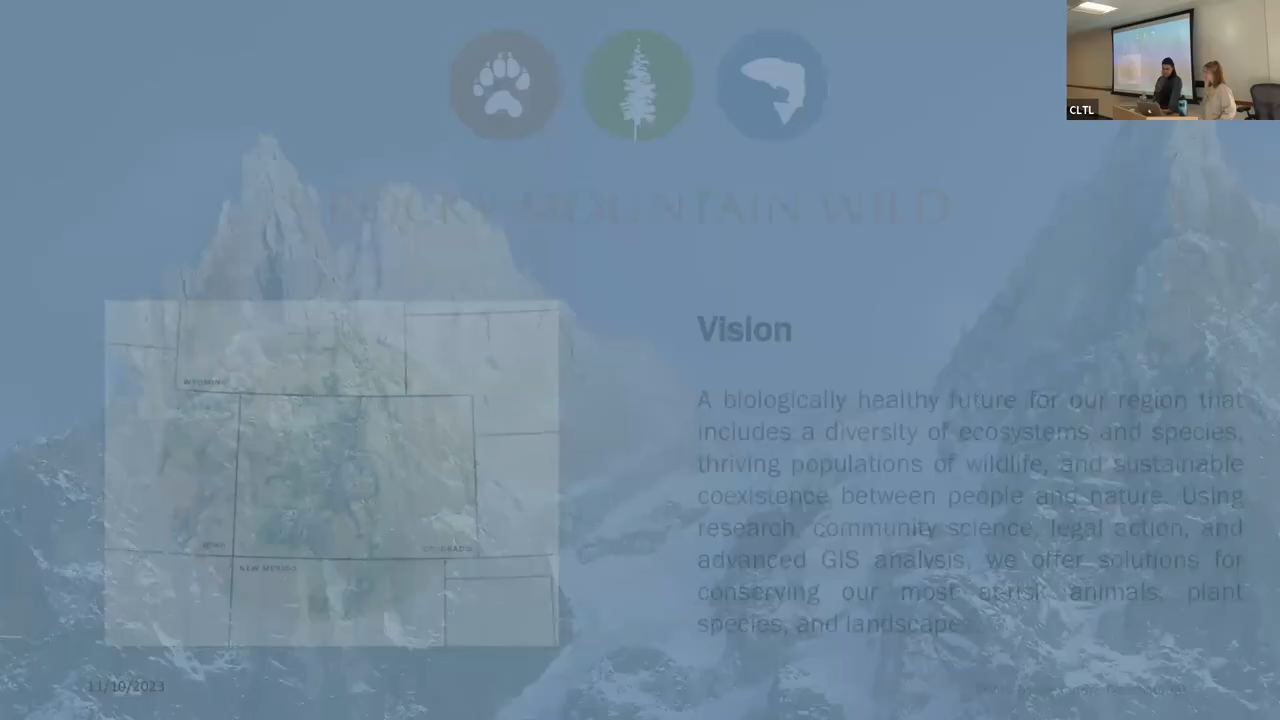 CLTL
ROCKY MOUNTAIN WILD
Vision
WYOMING
A biologically healthy future for our region that
includes a diversity of ecosystems and species,
thriving populations of wildlife, and sustainable
coexistence between people and nature. Using
research, community science, legal action, and
advanced GIS analysis, we offer solutions for
conserving our most at-risk animals, plant
species, and landscapes.
UTAH
COLORADO
NEW MEXICO
11/10/2023